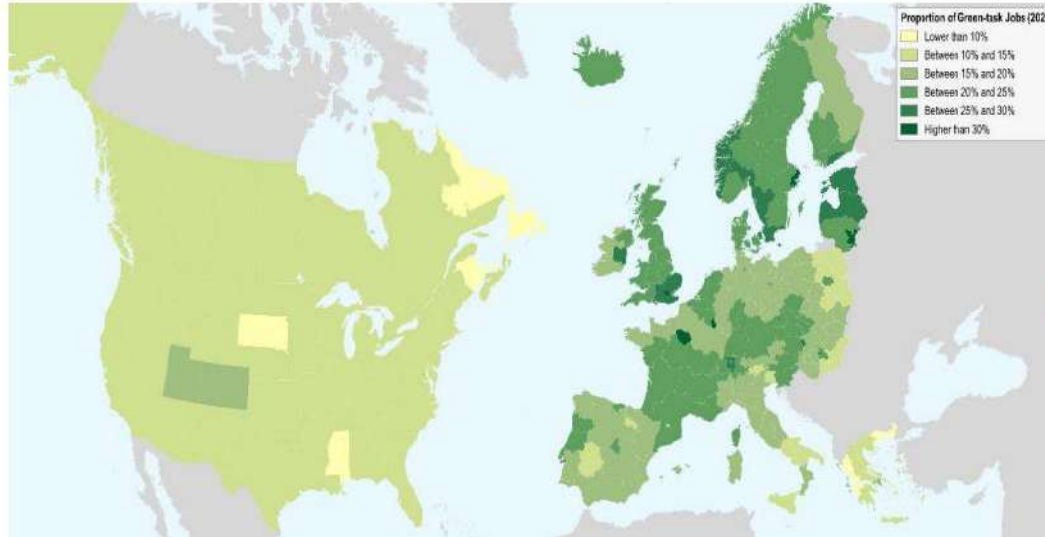 Proportion of Green-task Jobs (202
Lower than 10%
Between 10% and 15%
Between 15% and 20%
Between 20% and 25%
Between 25% and 30%
Higher than 30%